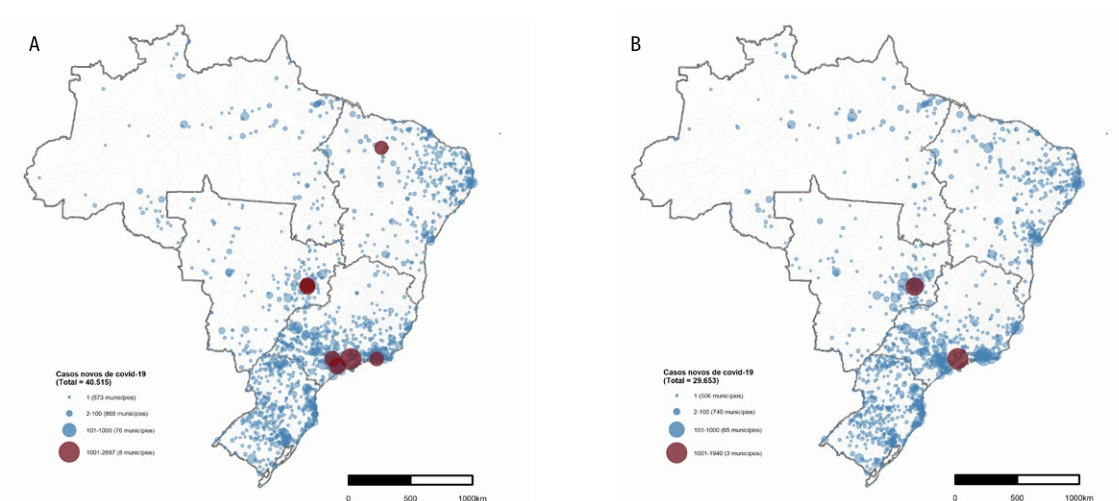 A
Casos novos de covid-19
(Total = 40.515)
1 (573 municípios)
2-100 (868 municípios)
101-1000 (76 municípios)
1001-2687 (8 municípios)
0 500 1000km
B
Casos novos de covid-19
(Total = 29.653)
1 (506 municípios)
2-100 (740 municípios)
101-1000 (65 municípios)
1001-1940 (3 municípios)
0 500 1000km